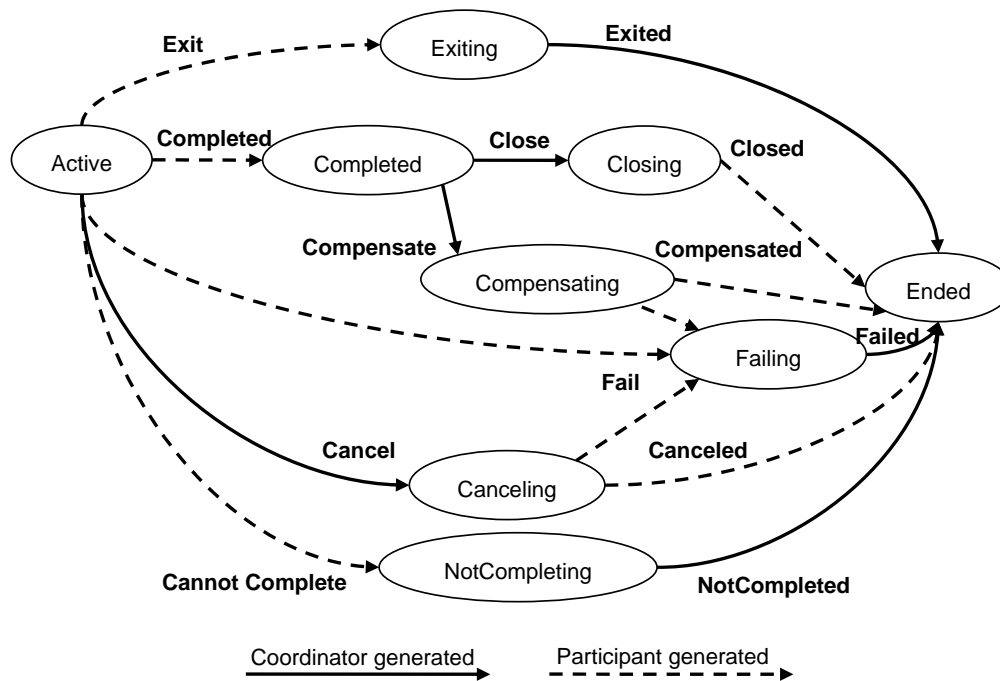 Exit
Exiting
Exited
Active
Completed
Completed
Close
Closing
Closed
Compensate
Compensating
Compensated
Ended
Failing
Failed
Fail
Cancel
Canceling
Canceled
Cannot Complete
NotCompleting
NotCompleted
Coordinator generated
Participant generated